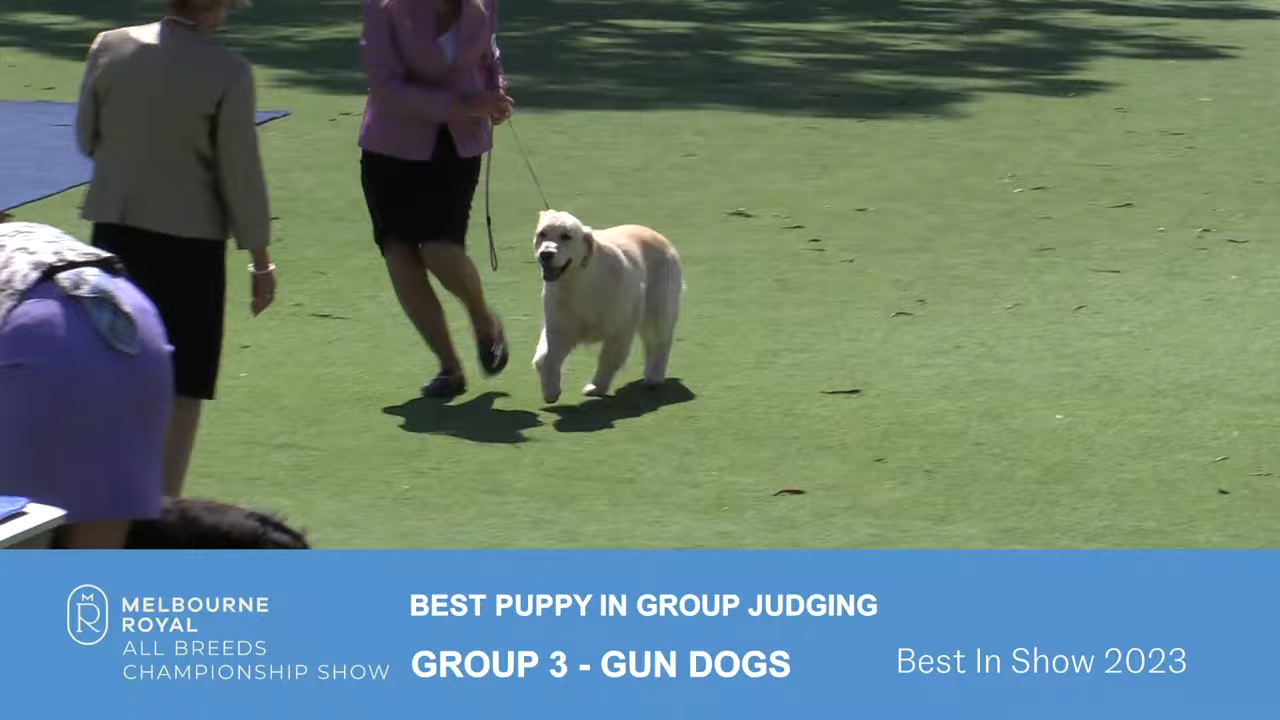 MR
MELBOURNE
ROYAL
ALL BREEDS
CHAMPIONSHIP SHOW
BEST PUPPY IN GROUP JUDGING
GROUP 3 - GUN DOGS
Best In Show 2023